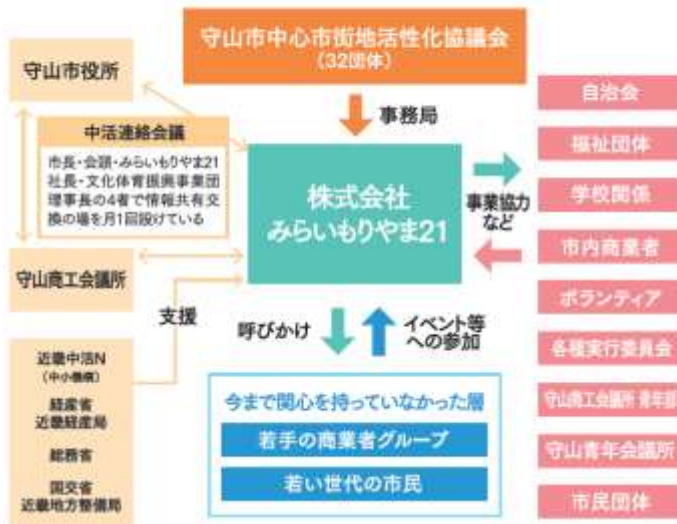 守山市中心市街地活性化協議会
（32団体）
守山市役所
事務局
中活連絡会議
市長・会頭・みらいもりやま21
社長・文化体育振興事業団
理事長の4者で情報共有交
換の場を月1回設けている
株式会社
みらいもりやま21
事業協力
など
守山商工会議所
支援
呼びかけ
イベント等
への参加
近畿中活N
（中小機構）
経産省
近畿経産局
総務省
国交省
近畿地方整備局
今まで関心を持っていなかった層
若手の商業者グループ
若い世代の市民
自治会
福祉団体
学校関係
市内商業者
ボランティア
各種実行委員会
守山商工会議所 青年部
守山青年会議所
市民団体